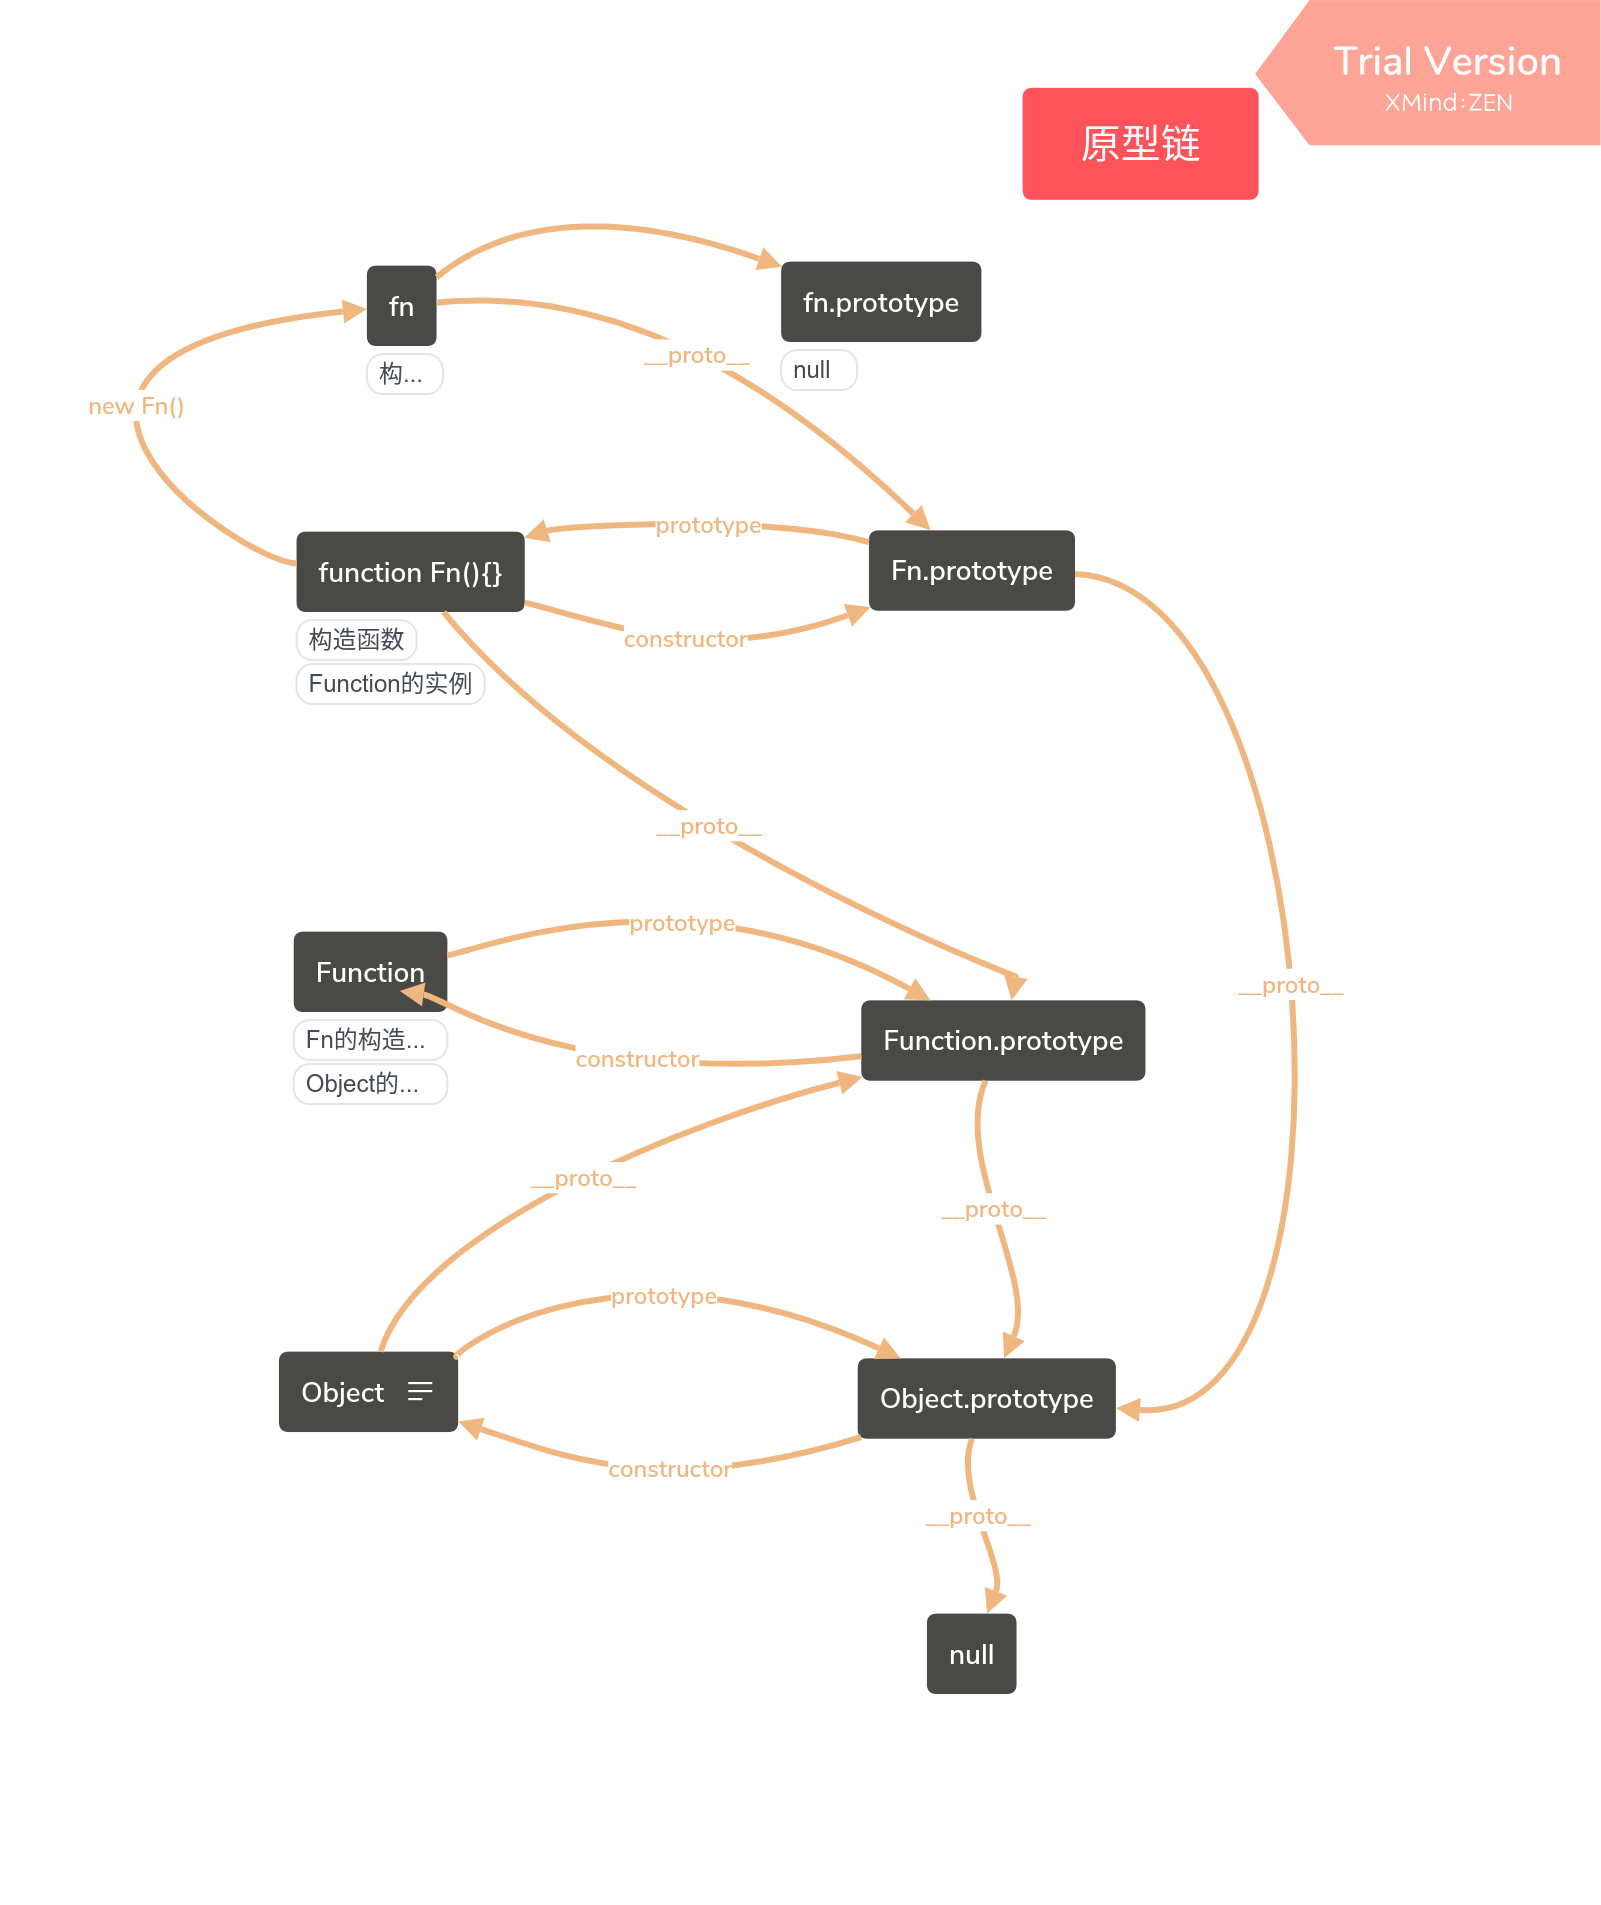 Trial Version
XMind:ZEN
原型链
fn
fn.prototype
构...
null
__proto__
new Fn()
prototype
function Fn(){}
Fn.prototype
constructor
构造函数
Function的实例
__proto__
prototype
Function
__proto__
Function.prototype
Fn的构造...
constructor
Object的...
__proto__
__proto__
prototype
Object
Object.prototype
constructor
__proto__
null